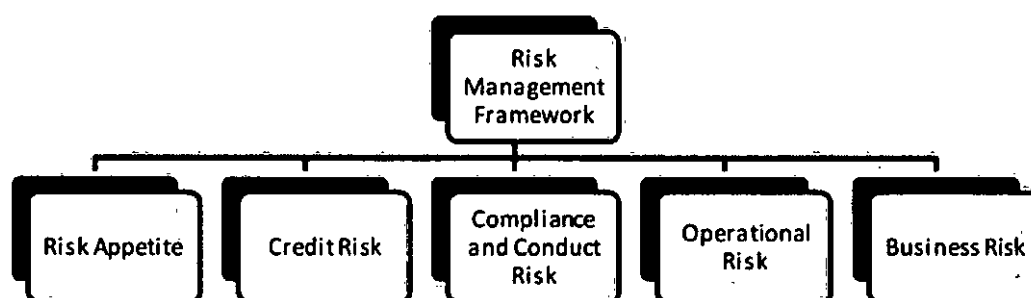 Risk
Management
Framework
Risk Appetite
Credit Risk
Compliance
and Conduct
Risk
Operational
Risk
Business Risk